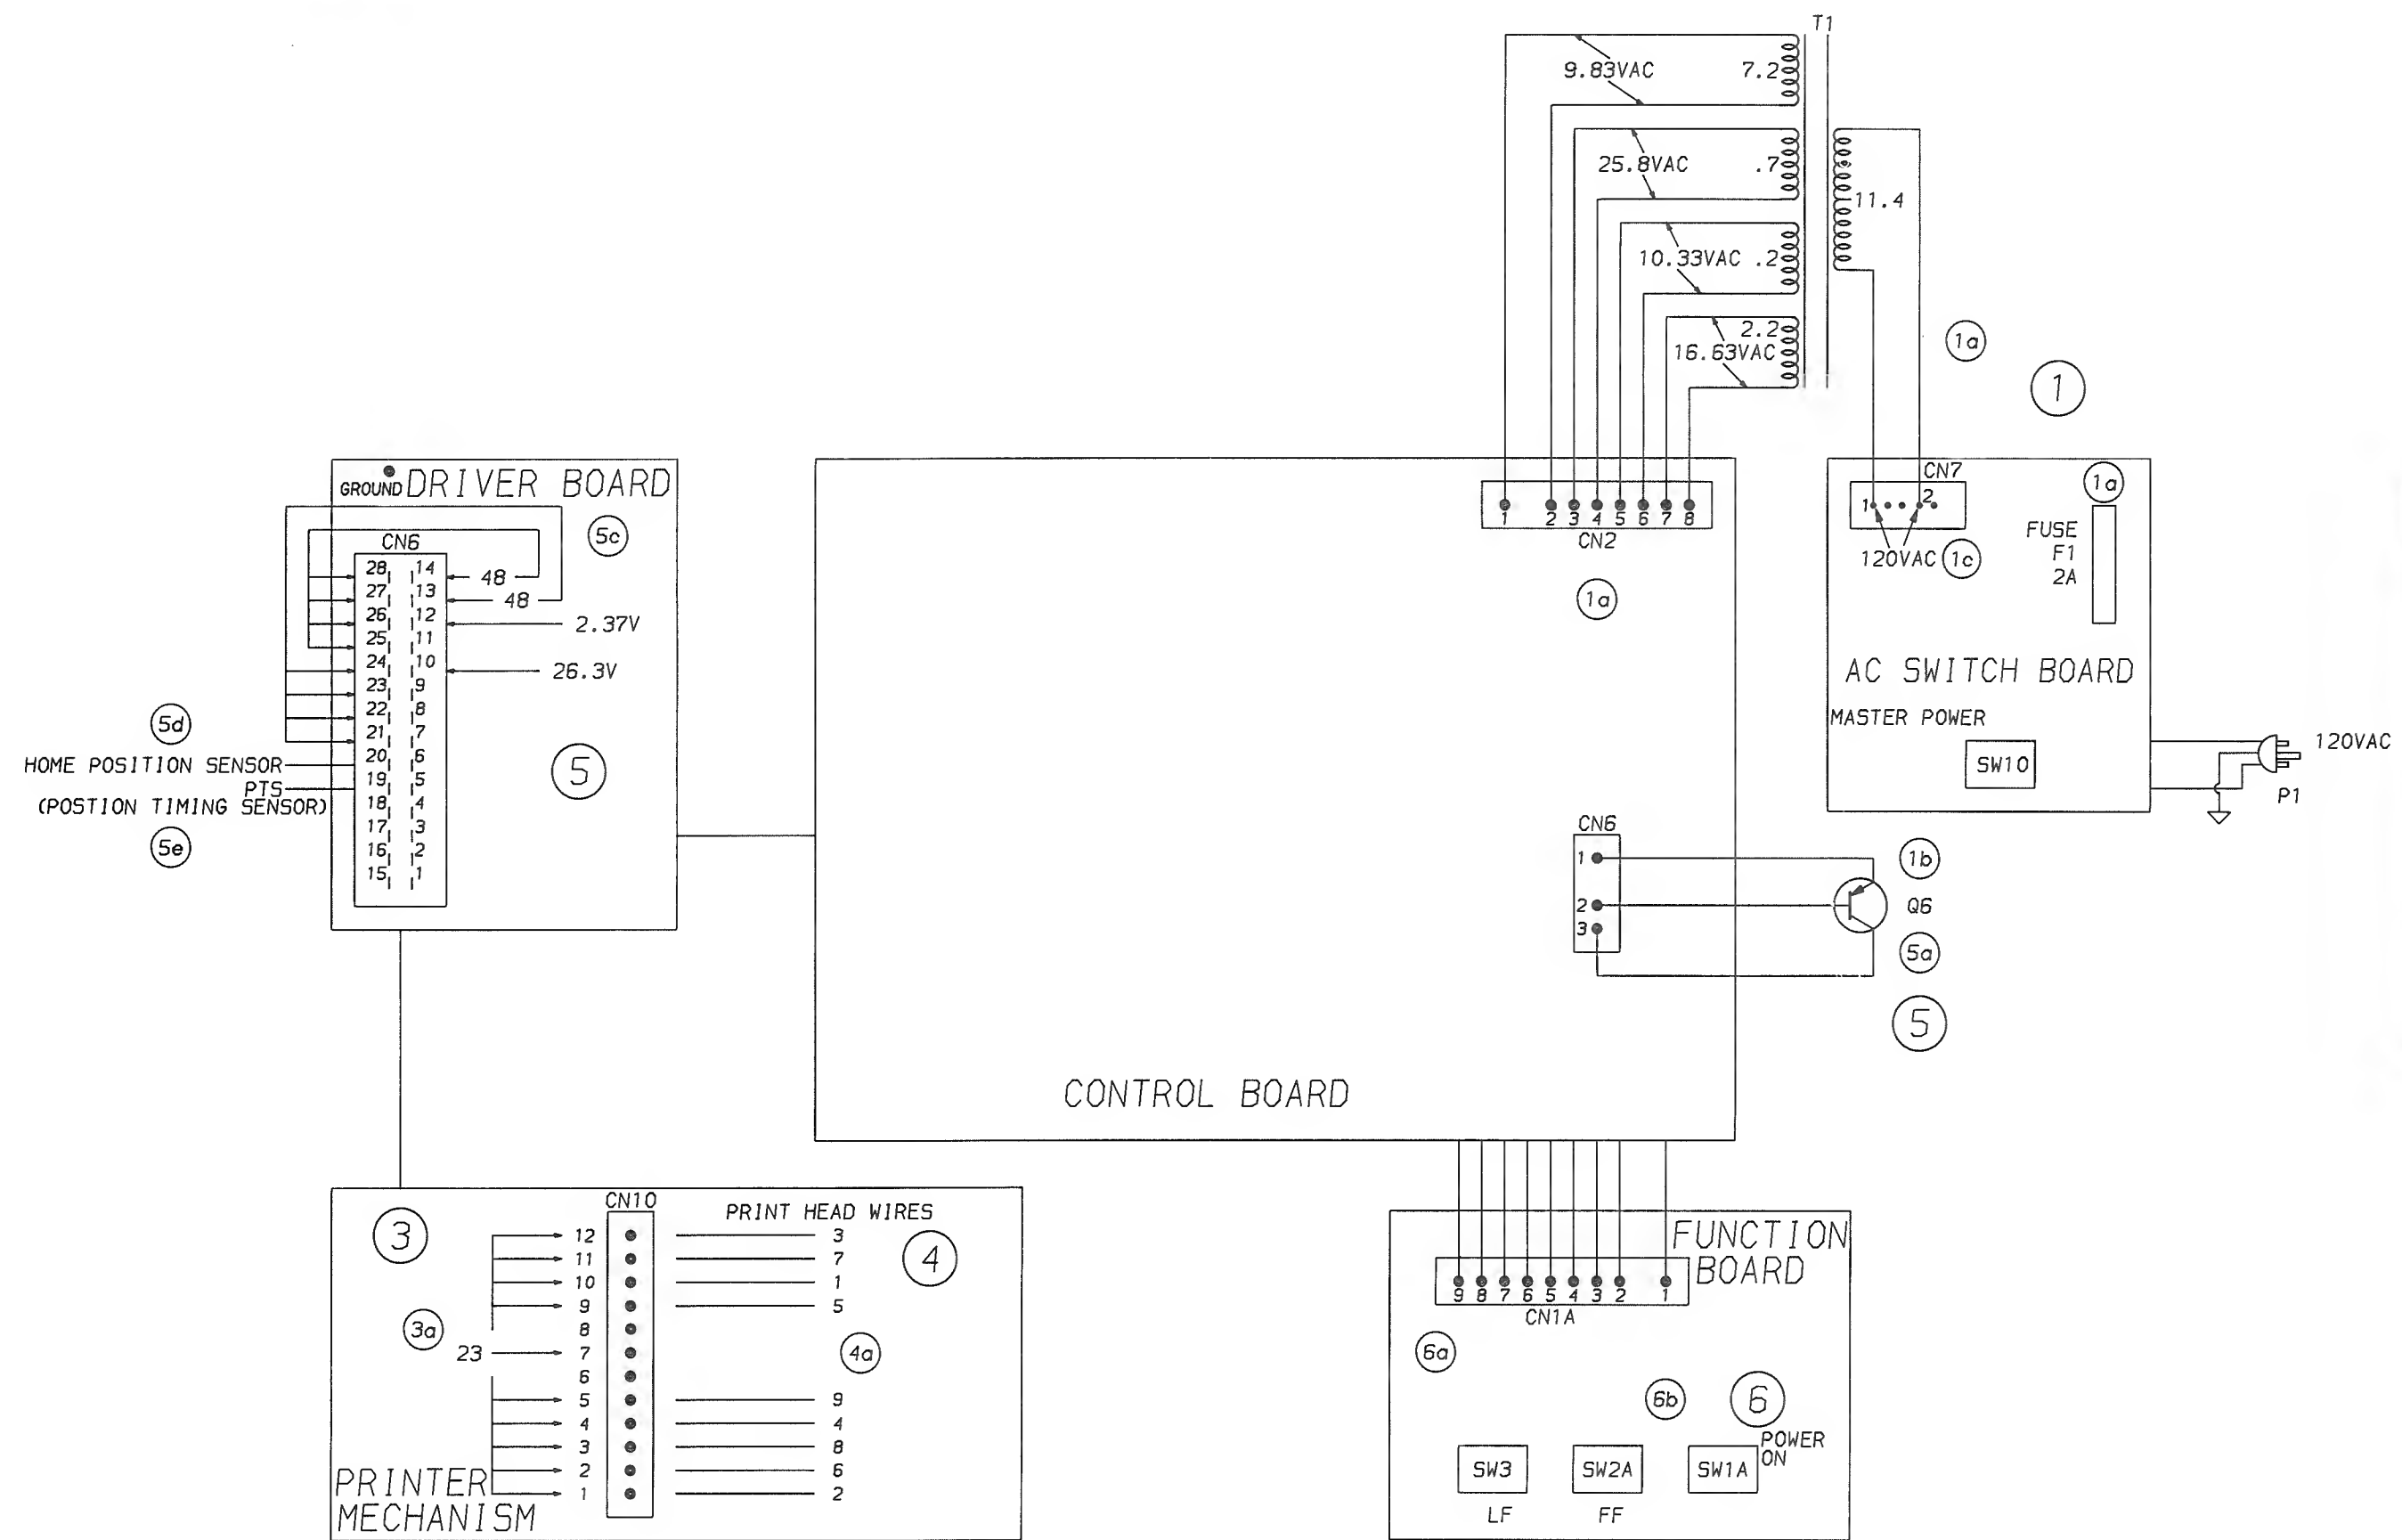 T1
9.83VAC 7.2
25.8VAC .7
11.4
10.33VAC .2
2.2
16.63VAC
1a
1
GROUND DRIVER BOARD
5c
CN6
28 14 48
27 13 48
26 12 2.37V
25 11
24 10 26.3V
23 9
22 8
21 7
20 6
19 5
18 4
17 3
16 2
15 1
5d
HOME POSITION SENSOR
PTS
(POSTION TIMING SENSOR)
5e
5
1 2 3 4 5 6 7 8
CN2
1a
CN7
1 2
120VAC 1c
1a
FUSE
F1
2A
AC SWITCH BOARD
MASTER POWER
SW10
120VAC
P1
CN6
1
2
3
1b
Q6
5a
5
CONTROL BOARD
3
CN10
PRINT HEAD WIRES
12 3
11 7
10 1
9 5
8
23 7
6
5 9
4 4
3 8
2 6
1 2
4
3a
4a
PRINTER
MECHANISM
FUNCTION
BOARD
9 8 7 6 5 4 3 2 1
CN1A
6a
6b
6
POWER
ON
SW3 SW2A SW1A
LF FF